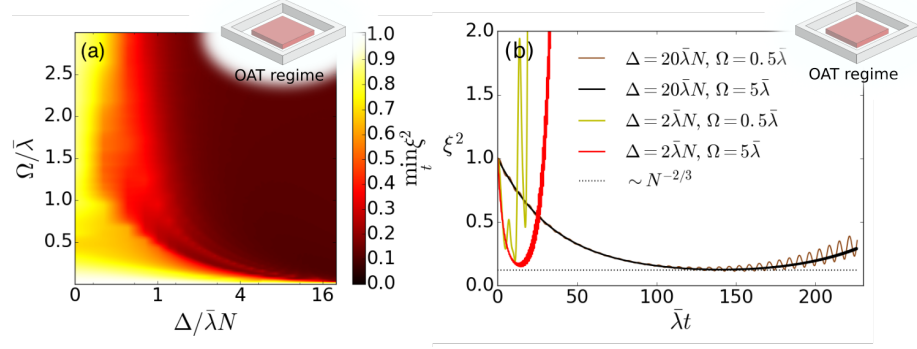 (a)
OAT regime
2.5
2.0
1.5
1.0
0.5
Ω/λ̄
0 1 4 16
Δ/λ̄N
1.0
0.9
0.8
0.7
0.6
0.5
0.4
0.3
0.2
0.1
0.0
min ξ²
t
(b)
OAT regime
Δ = 20λ̄N, Ω = 0.5λ̄
Δ = 20λ̄N, Ω = 5λ̄
Δ = 2λ̄N, Ω = 0.5λ̄
Δ = 2λ̄N, Ω = 5λ̄
~ N^{-2/3}
2.0
1.5
1.0
0.5
0.0
ξ²
0 50 100 150 200
λ̄t